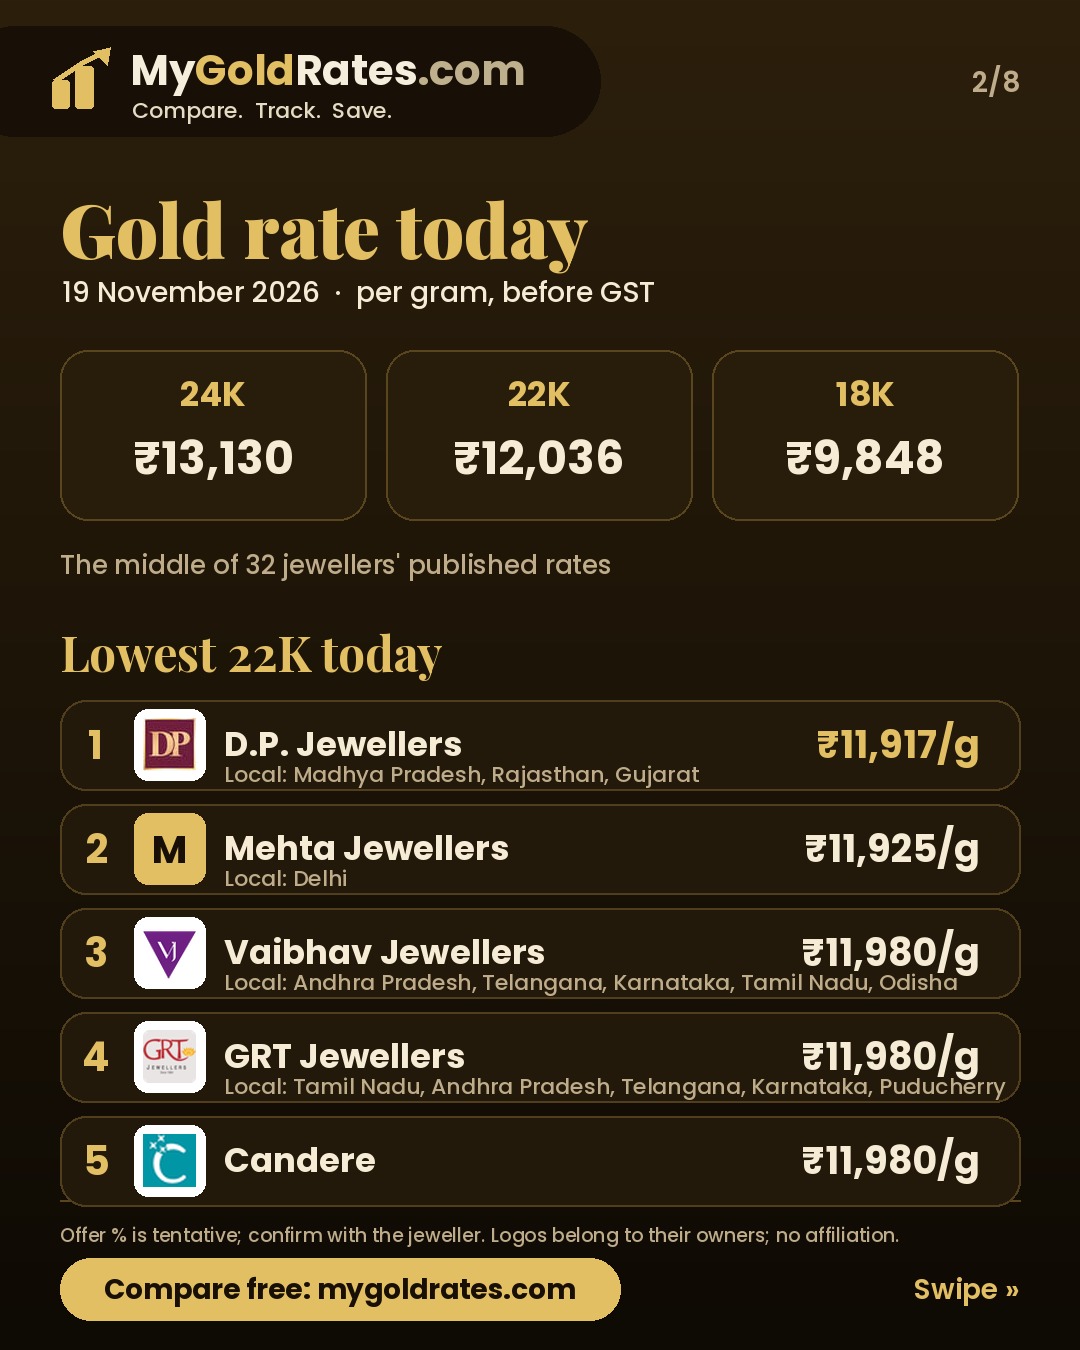 MyGoldRates.com
Compare. Track. Save.
2/8
Gold rate today
19 November 2026 · per gram, before GST
24K
₹13,130
22K
₹12,036
18K
₹9,848
The middle of 32 jewellers' published rates
Lowest 22K today
1
DP
D.P. Jewellers
₹11,917/g
Local: Madhya Pradesh, Rajasthan, Gujarat
2
M
Mehta Jewellers
₹11,925/g
Local: Delhi
3
VJ
Vaibhav Jewellers
₹11,980/g
Local: Andhra Pradesh, Telangana, Karnataka, Tamil Nadu, Odisha
4
GRT
JEWELLERS
GRT Jewellers
₹11,980/g
Local: Tamil Nadu, Andhra Pradesh, Telangana, Karnataka, Puducherry
5
C
Candere
₹11,980/g
Offer % is tentative; confirm with the jeweller. Logos belong to their owners; no affiliation.
Compare free: mygoldrates.com
Swipe »